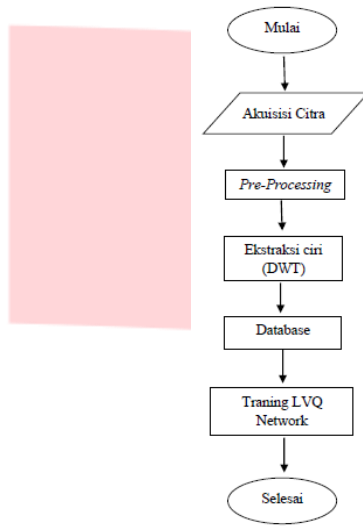 Mulai
Akuisisi Citra
Pre-Processing
Ekstraksi ciri
(DWT)
Database
Traning LVQ
Network
Selesai